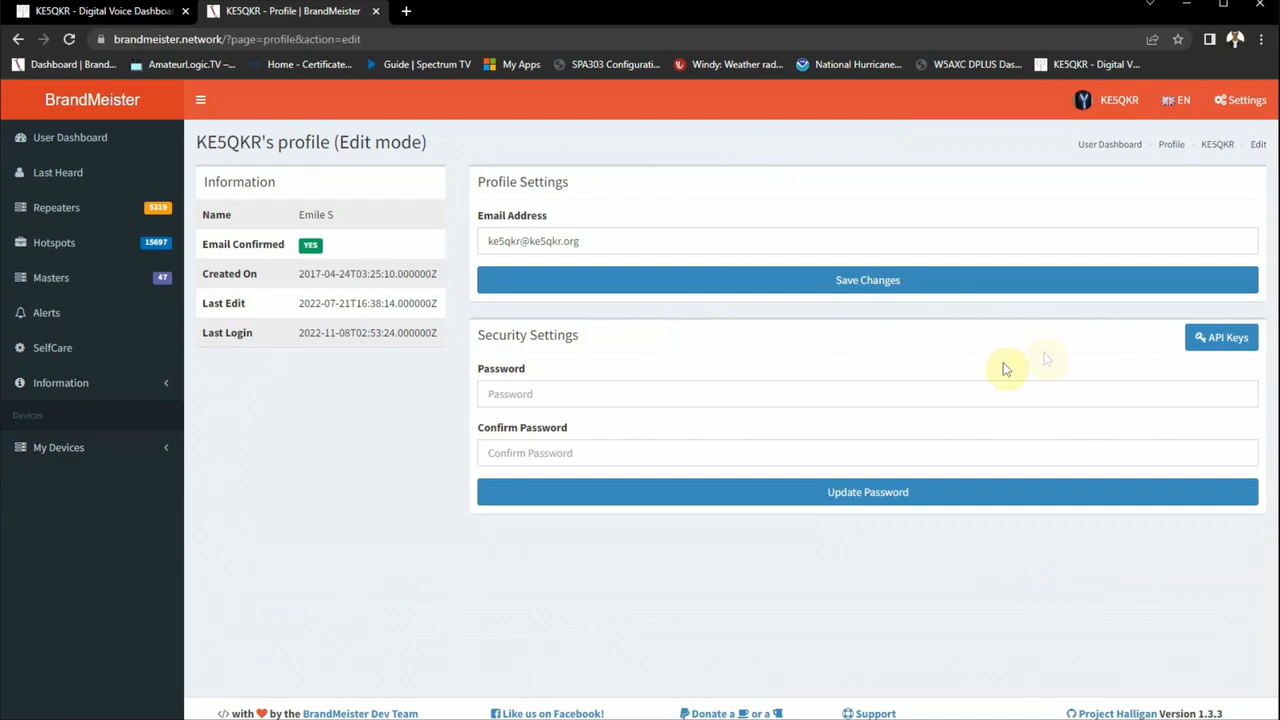 KE5QKR - Digital Voice Dashboa
KE5QKR - Profile | BrandMeister
brandmeister.network/?page=profile&action=edit
Dashboard | Brand...
AmateurLogic.TV –...
Home - Certificate...
Guide | Spectrum TV
My Apps
SPA303 Configurati...
Windy: Weather rad...
National Hurricane...
W5AXC DPLUS Das...
KE5QKR - Digital V...
BrandMeister
KE5QKR
EN
Settings
User Dashboard
Last Heard
Repeaters 5319
Hotspots 15697
Masters 47
Alerts
SelfCare
Information
Devices
My Devices
KE5QKR's profile (Edit mode)
User Dashboard
Profile
KE5QKR
Edit
Information
Name Emile S
Email Confirmed YES
Created On 2017-04-24T03:25:10.000000Z
Last Edit 2022-07-21T16:38:14.000000Z
Last Login 2022-11-08T02:53:24.000000Z
Profile Settings
Email Address
ke5qkr@ke5qkr.org
Save Changes
Security Settings
API Keys
Password
Password
Confirm Password
Confirm Password
Update Password
</> with ❤ by the BrandMeister Dev Team
Like us on Facebook!
Donate a or a
Support
Project Halligan Version 1.3.3